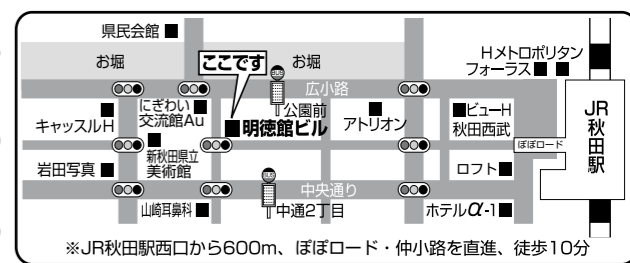 県民会館
お堀
ここです
お堀
Hメトロポリタン
フォーラス
広小路
BUS
キャッスルH
にぎわい
交流館Au
公園前
明徳館ビル
アトリオン
ビューH
秋田西武
ぽぽロード
JR秋田駅
岩田写真
新秋田県立
美術館
ロフト
中央通り
BUS
山崎耳鼻科
中通2丁目
ホテルα-1
※JR秋田駅西口から600m、ぽぽロード・仲小路を直進、徒歩10分